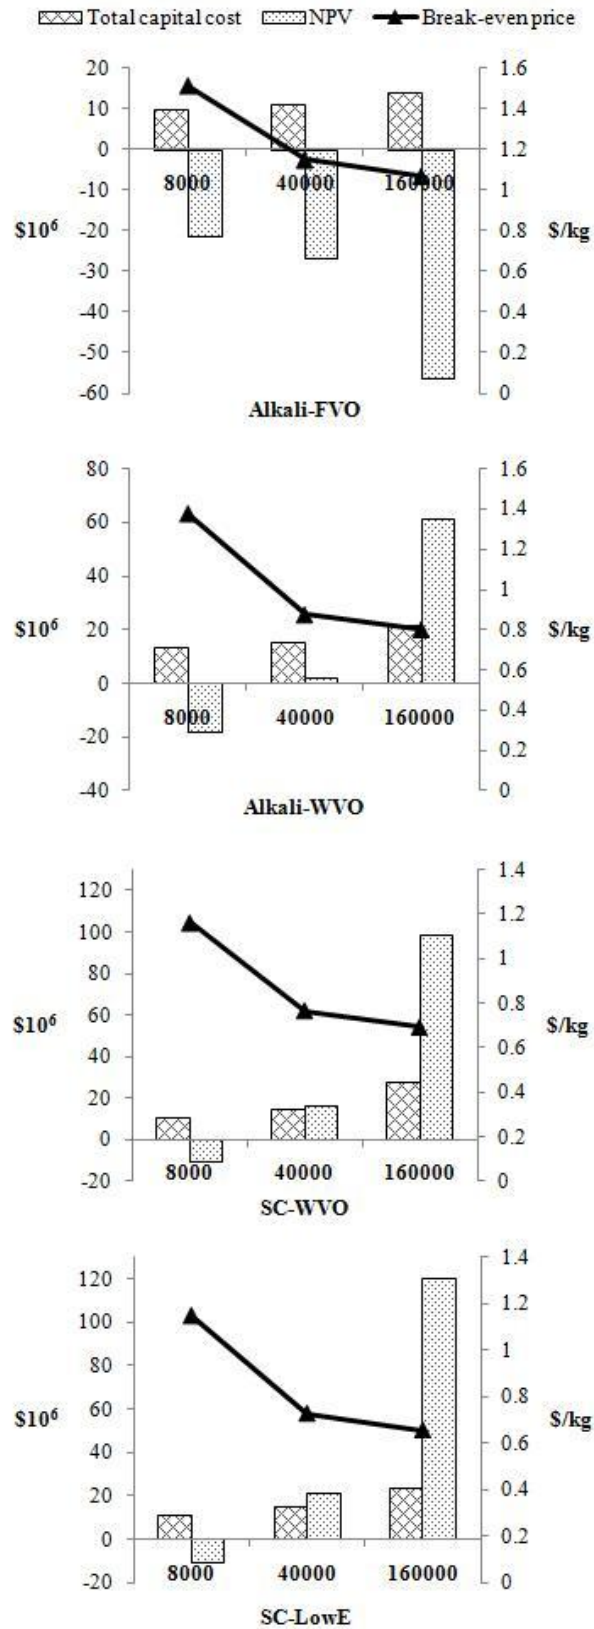 Total capital cost NPV Break-even price
20 1.6
10 1.4
0 1.2
-10 8000 40000 160000 1
$10⁶ -20 0.8 $/kg
-30 0.6
-40 0.4
-50 0.2
-60 0
Alkali-FVO
80 1.6
60 1.4
1.2
40 1
$10⁶ 20 0.8 $/kg
0 0.6
8000 40000 160000 0.4
-20 0.2
-40 0
Alkali-WVO
1.4
120 1.2
100 1
80 0.8
$10⁶ 60 0.6 $/kg
40 0.4
20 0.2
0
-20 8000 40000 160000 0
SC-WVO
1.4
120 1.2
100 1
80 0.8
$10⁶ 60 0.6 $/kg
40 0.4
20 0.2
0
-20 8000 40000 160000 0
SC-LowE